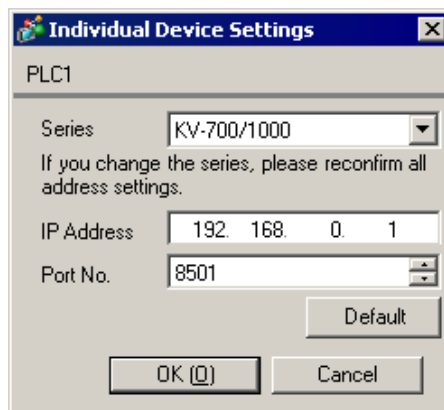 Individual Device Settings
PLC1
Series KV-700/1000
If you change the series, please reconfirm all
address settings.
IP Address 192. 168. 0. 1
Port No. 8501
Default
OK (O) Cancel